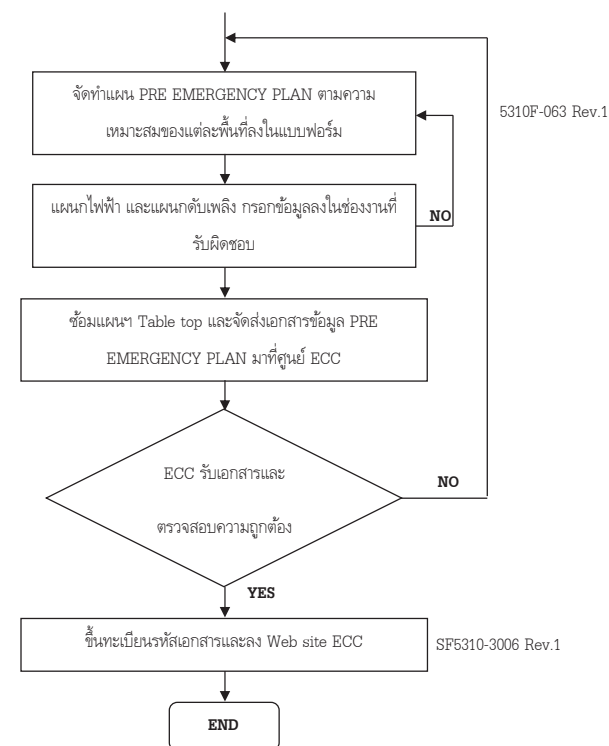 จัดทำแผน PRE EMERGENCY PLAN ตามความ
เหมาะสมของแต่ละพื้นที่ลงในแบบฟอร์ม
5310F-063 Rev.1
แผนกไฟฟ้า และแผนกดับเพลิง กรอกข้อมูลลงในช่องงานที่
รับผิดชอบ
NO
ซ้อมแผนฯ Table top และจัดส่งเอกสารข้อมูล PRE
EMERGENCY PLAN มาที่ศูนย์ ECC
ECC รับเอกสารและ
ตรวจสอบความถูกต้อง
NO
YES
ขึ้นทะเบียนรหัสเอกสารและลง Web site ECC
SF5310-3006 Rev.1
END